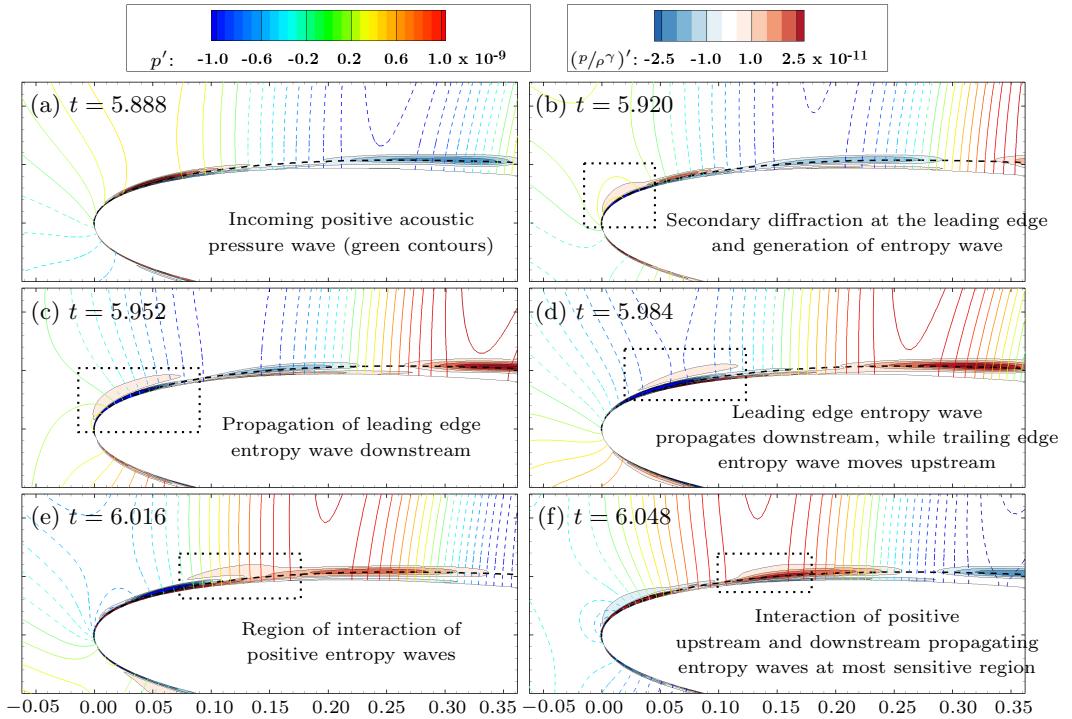 p′: -1.0 -0.6 -0.2 0.2 0.6 1.0 x 10⁻⁹
(p/ρ^γ)′: -2.5 -1.0 1.0 2.5 x 10⁻¹¹
(a) t = 5.888
Incoming positive acoustic
pressure wave (green contours)
(b) t = 5.920
Secondary diffraction at the leading edge
and generation of entropy wave
(c) t = 5.952
Propagation of leading edge
entropy wave downstream
(d) t = 5.984
Leading edge entropy wave
propagates downstream, while trailing edge
entropy wave moves upstream
(e) t = 6.016
Region of interaction of
positive entropy waves
(f) t = 6.048
Interaction of positive
upstream and downstream propagating
entropy waves at most sensitive region
−0.05 0.00 0.05 0.10 0.15 0.20 0.25 0.30 0.35
−0.05 0.00 0.05 0.10 0.15 0.20 0.25 0.30 0.35